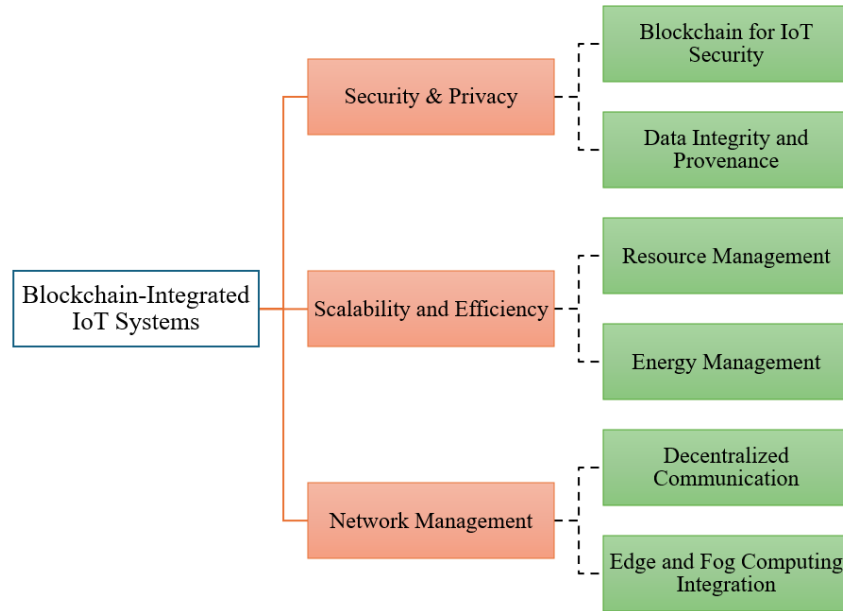 Blockchain for IoT
Security
Security & Privacy
Data Integrity and
Provenance
Resource Management
Blockchain-Integrated
IoT Systems
Scalability and Efficiency
Energy Management
Decentralized
Communication
Network Management
Edge and Fog Computing
Integration